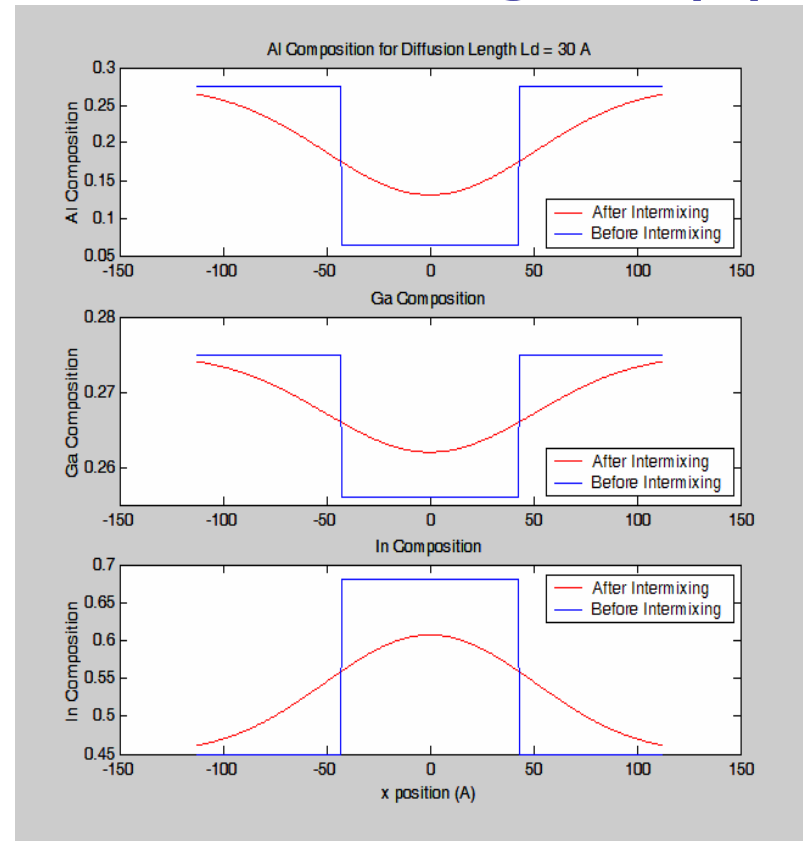 Al Composition for Diffusion Length Ld = 30 A
0.3
0.25
0.2
0.15
0.1
0.05
Al Composition
After Intermixing
Before Intermixing
-150 -100 -50 0 50 100 150
Ga Composition
0.28
0.27
0.26
Ga Composition
After Intermixing
Before Intermixing
-150 -100 -50 0 50 100 150
In Composition
0.7
0.65
0.6
0.55
0.5
0.45
In Composition
After Intermixing
Before Intermixing
-150 -100 -50 0 50 100 150
x position (A)